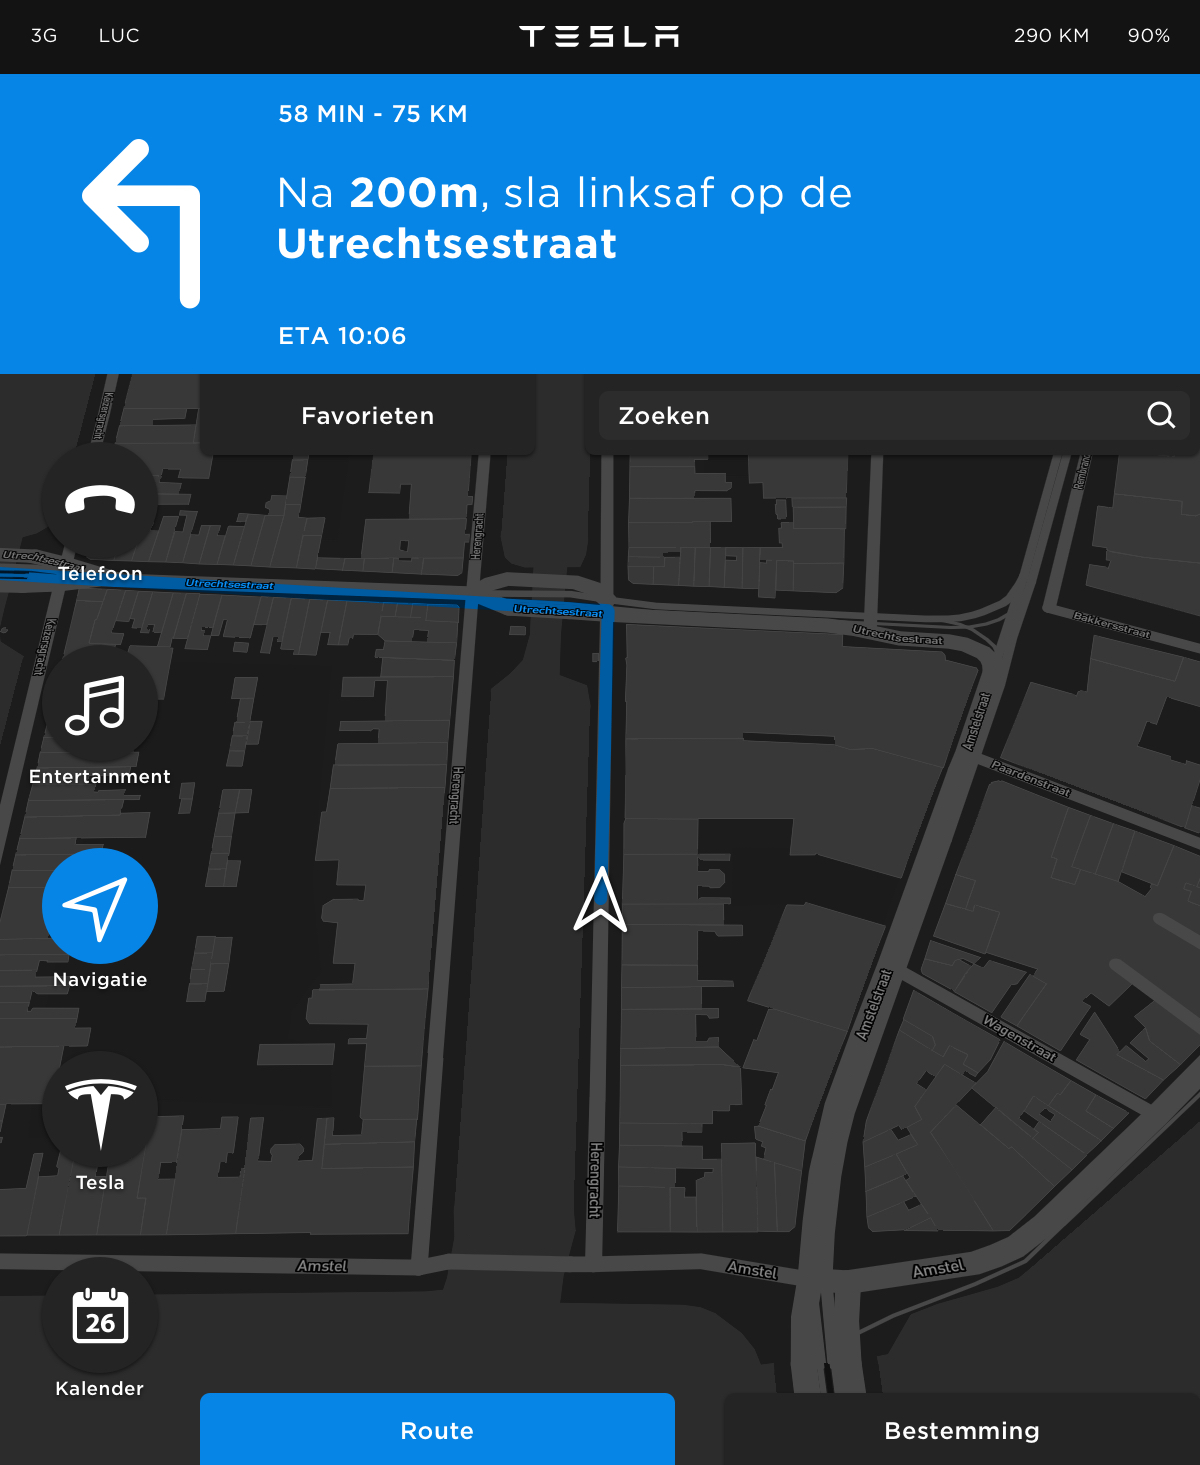 3G LUC TESLA 290 KM 90%
58 MIN - 75 KM
Na 200m, sla linksaf op de
Utrechtsestraat
ETA 10:06
Favorieten
Zoeken
Keizersgracht
Herengracht
Utrechtsestraat
Telefoon
Utrechtsestraat
Utrechtsestraat
Utrechtsestraat
Bakkersstraat
Keizersgracht
Amstelstraat
Paardenstraat
Entertainment
Herengracht
Navigatie
Amstelstraat
Wagenstraat
Tesla
Herengracht
Amstel
Amstel
Amstel
26
Kalender
Route
Bestemming